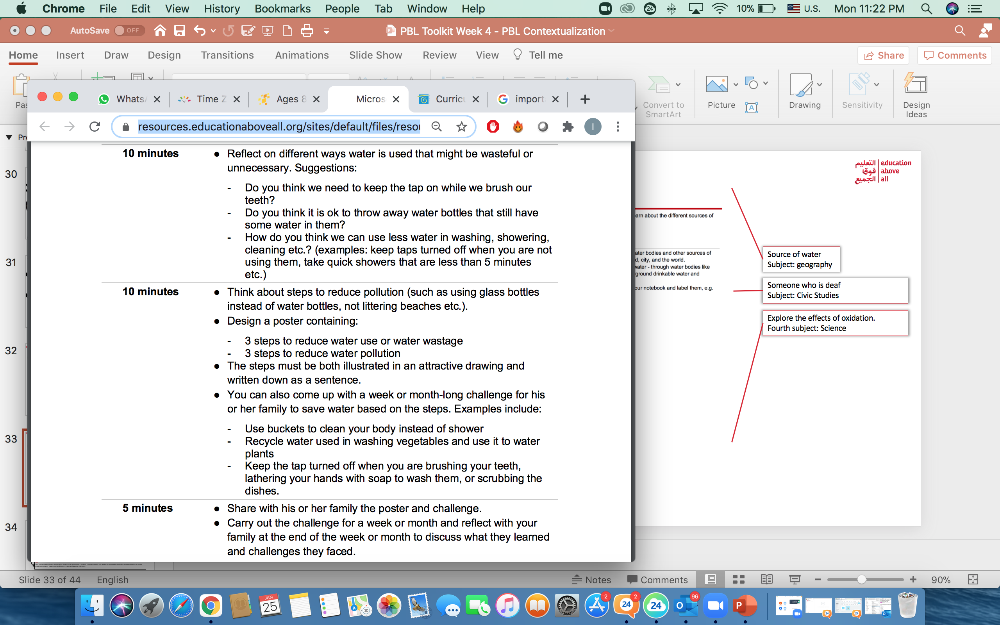 Chrome File Edit View History Bookmarks People Tab Window Help 24 10% U.S. Mon 11:22 PM
AutoSave OFF PBL Toolkit Week 4 - PBL Contextualization
Home Insert Draw Design Transitions Animations Slide Show Review View Tell me Share Comments
Convert to SmartArt
Picture
Drawing
Sensitivity
Design Ideas
Whats Time Z Ages 8 Micros Curricu import
resources.educationaboveall.org/sites/default/files/resou
I
10 minutes
● Reflect on different ways water is used that might be wasteful or
unnecessary. Suggestions:
- Do you think we need to keep the tap on while we brush our
teeth?
- Do you think it is ok to throw away water bottles that still have
some water in them?
- How do you think we can use less water in washing, showering,
cleaning etc.? (examples: keep taps turned off when you are not
using them, take quick showers that are less than 5 minutes
etc.)
10 minutes
● Think about steps to reduce pollution (such as using glass bottles
instead of water bottles, not littering beaches etc.).
● Design a poster containing:
- 3 steps to reduce water use or water wastage
- 3 steps to reduce water pollution
● The steps must be both illustrated in an attractive drawing and
written down as a sentence.
● You can also come up with a week or month-long challenge for his
or her family to save water based on the steps. Examples include:
- Use buckets to clean your body instead of shower
- Recycle water used in washing vegetables and use it to water
plants
- Keep the tap turned off when you are brushing your teeth,
lathering your hands with soap to wash them, or scrubbing the
dishes.
5 minutes
● Share with his or her family the poster and challenge.
● Carry out the challenge for a week or month and reflect with your
family at the end of the week or month to discuss what they learned
and challenges they faced.
30
31
32
33
34
التعليم education
فوق above
الجميع all
arn about the different sources of
ater bodies and other sources of
d, city, and the world.
vater - through water bodies like
ground drinkable water and
our notebook and label them, e.g.
Source of water
Subject: geography
Someone who is deaf
Subject: Civic Studies
Explore the effects of oxidation.
Fourth subject: Science
Slide 33 of 44 English Notes Comments 90%
JAN
25
3D
2
24
2
24
96
P